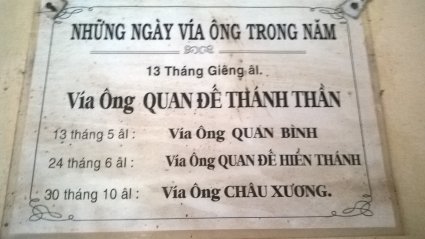 NHỮNG NGÀY VÍA ÔNG TRONG NĂM
13 Tháng Giêng âl.
Vía Ông QUAN ĐẾ THÁNH THẦN
13 tháng 5 âl : Vía Ông QUAN BÌNH
24 tháng 6 âl : Vía Ông QUAN ĐẾ HIỂN THÁNH
30 tháng 10 âl : Vía Ông CHÂU XƯƠNG.